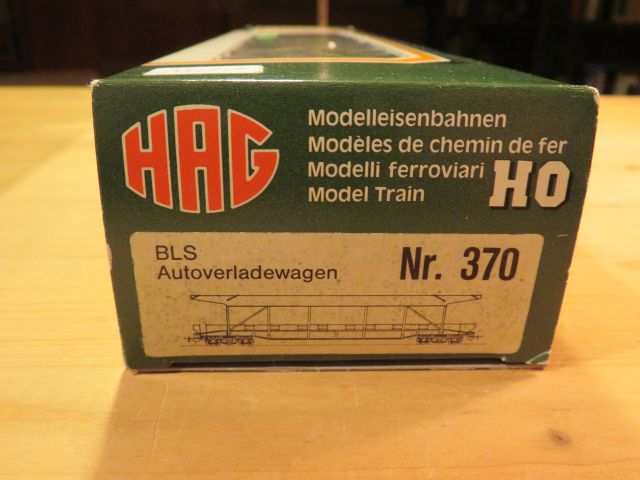 HAG
Modelleisenbahnen
Modèles de chemin de fer
Modelli ferroviari
Model Train
HO
BLS
Autoverladewagen
Nr. 370